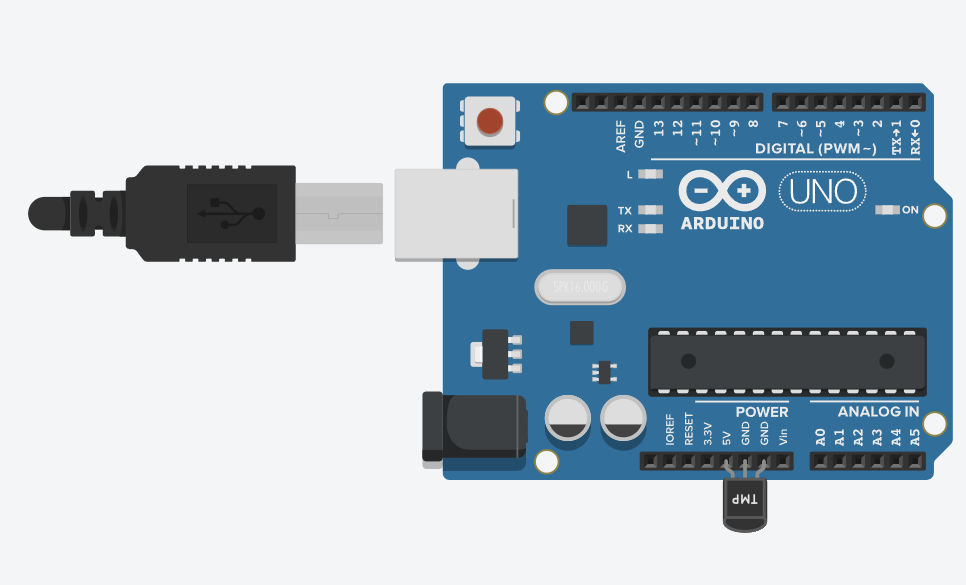 AREF
GND
13
12
~11
~10
~9
8
7
~6
~5
4
~3
2
TX→1
RX←0
DIGITAL (PWM~)
L
TX
RX
ARDUINO
UNO
ON
SPK16.000G
POWER
ANALOG IN
IOREF
RESET
3.3V
5V
GND
GND
Vin
A0
A1
A2
A3
A4
A5
TMP